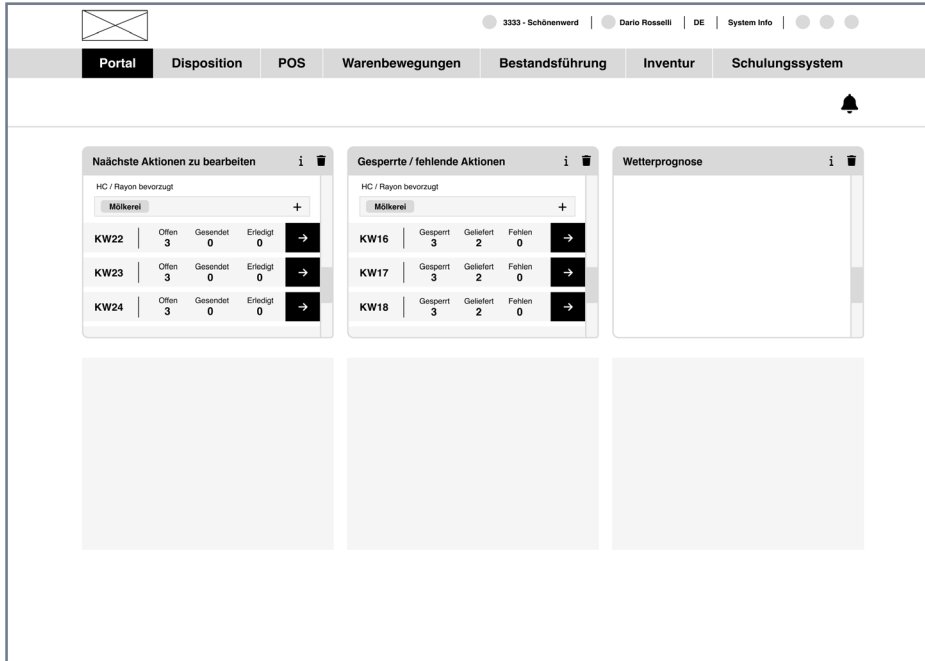 3333 - Schönenwerd Dario Rosselli DE System Info
Portal Disposition POS Warenbewegungen Bestandsführung Inventur Schulungssystem
Naächste Aktionen zu bearbeiten i
HC / Rayon bevorzugt
Mölkerei +
KW22 Offen 3 Gesendet 0 Erledigt 0
KW23 Offen 3 Gesendet 0 Erledigt 0
KW24 Offen 3 Gesendet 0 Erledigt 0
Gesperrte / fehlende Aktionen i
HC / Rayon bevorzugt
Mölkerei +
KW16 Gesperrt 3 Geliefert 2 Fehlen 0
KW17 Gesperrt 3 Geliefert 2 Fehlen 0
KW18 Gesperrt 3 Geliefert 2 Fehlen 0
Wetterprognose i